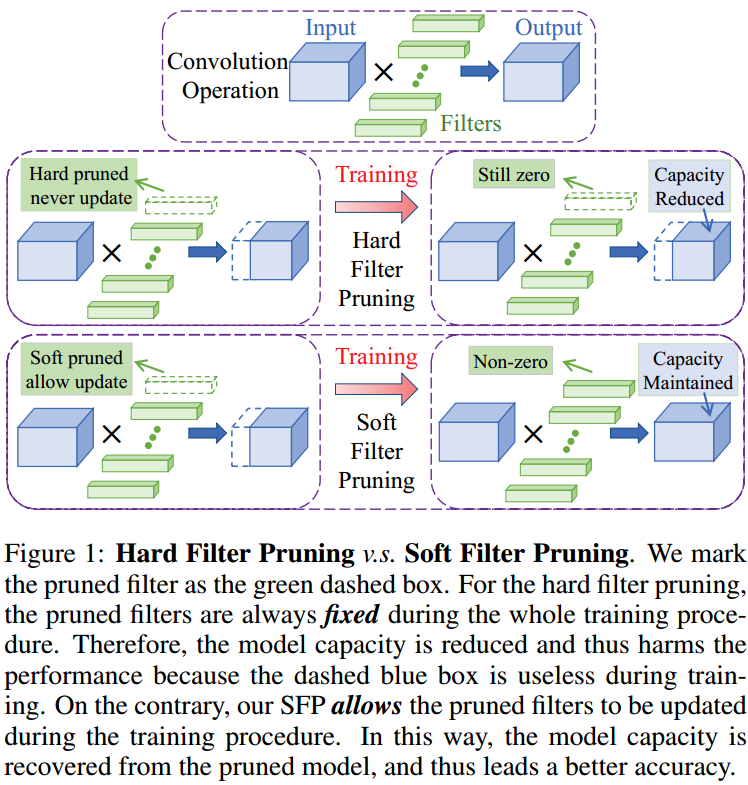 Input
Output
Convolution
Operation
×
Filters
Hard pruned
never update
×
Training
Hard
Filter
Pruning
Still zero
Capacity
Reduced
×
Soft pruned
allow update
×
Training
Soft
Filter
Pruning
Non-zero
Capacity
Maintained
×
Figure 1: Hard Filter Pruning v.s. Soft Filter Pruning. We mark
the pruned filter as the green dashed box. For the hard filter pruning,
the pruned filters are always fixed during the whole training proce-
dure. Therefore, the model capacity is reduced and thus harms the
performance because the dashed blue box is useless during train-
ing. On the contrary, our SFP allows the pruned filters to be updated
during the training procedure. In this way, the model capacity is
recovered from the pruned model, and thus leads a better accuracy.